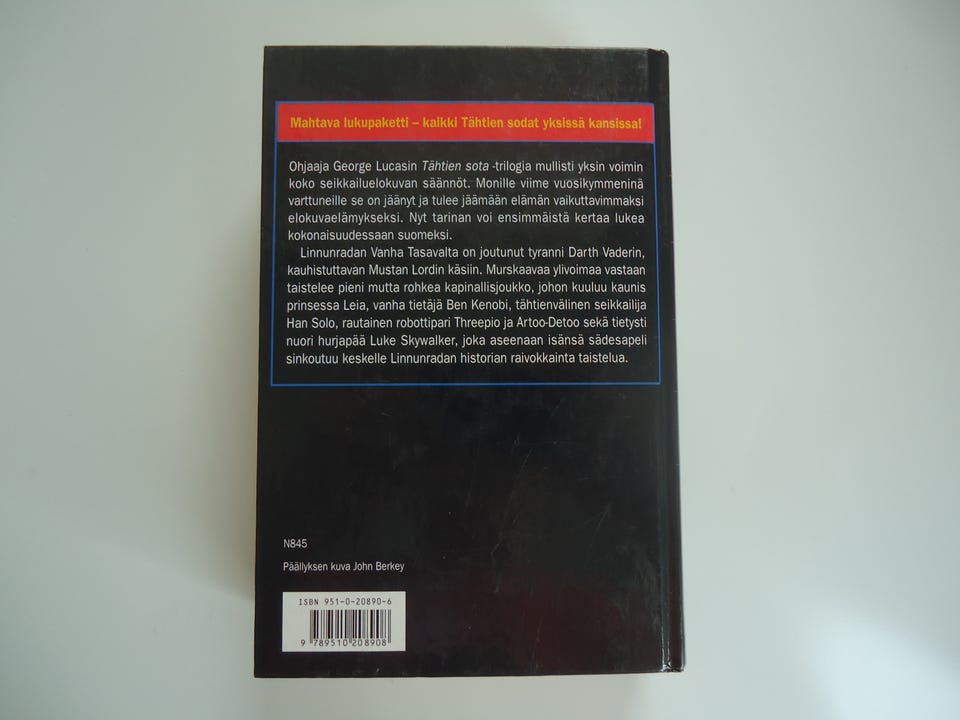 Mahtava lukupaketti – kaikki Tähtien sodat yksissä kansissa!
Ohjaaja George Lucasin Tähtien sota -trilogia mullisti yksin voimin
koko seikkailuelokuvan säännöt. Monille viime vuosikymmeninä
varttuneille se on jäänyt ja tulee jäämään elämän vaikuttavimmaksi
elokuvaelämykseksi. Nyt tarinan voi ensimmäistä kertaa lukea
kokonaisuudessaan suomeksi.
Linnunradan Vanha Tasavalta on joutunut tyranni Darth Vaderin,
kauhistuttavan Mustan Lordin käsiin. Murskaavaa ylivoimaa vastaan
taistelee pieni mutta rohkea kapinallisjoukko, johon kuuluu kaunis
prinsessa Leia, vanha tietäjä Ben Kenobi, tähtienvälinen seikkailija
Han Solo, rautainen robottipari Threepio ja Artoo-Detoo sekä tietysti
nuori hurjapää Luke Skywalker, joka aseenaan isänsä sädesapeli
sinkoutuu keskelle Linnunradan historian raivokkainta taistelua.
N845
Päällyksen kuva John Berkey
ISBN 951-0-20890-6
9 789510 208908